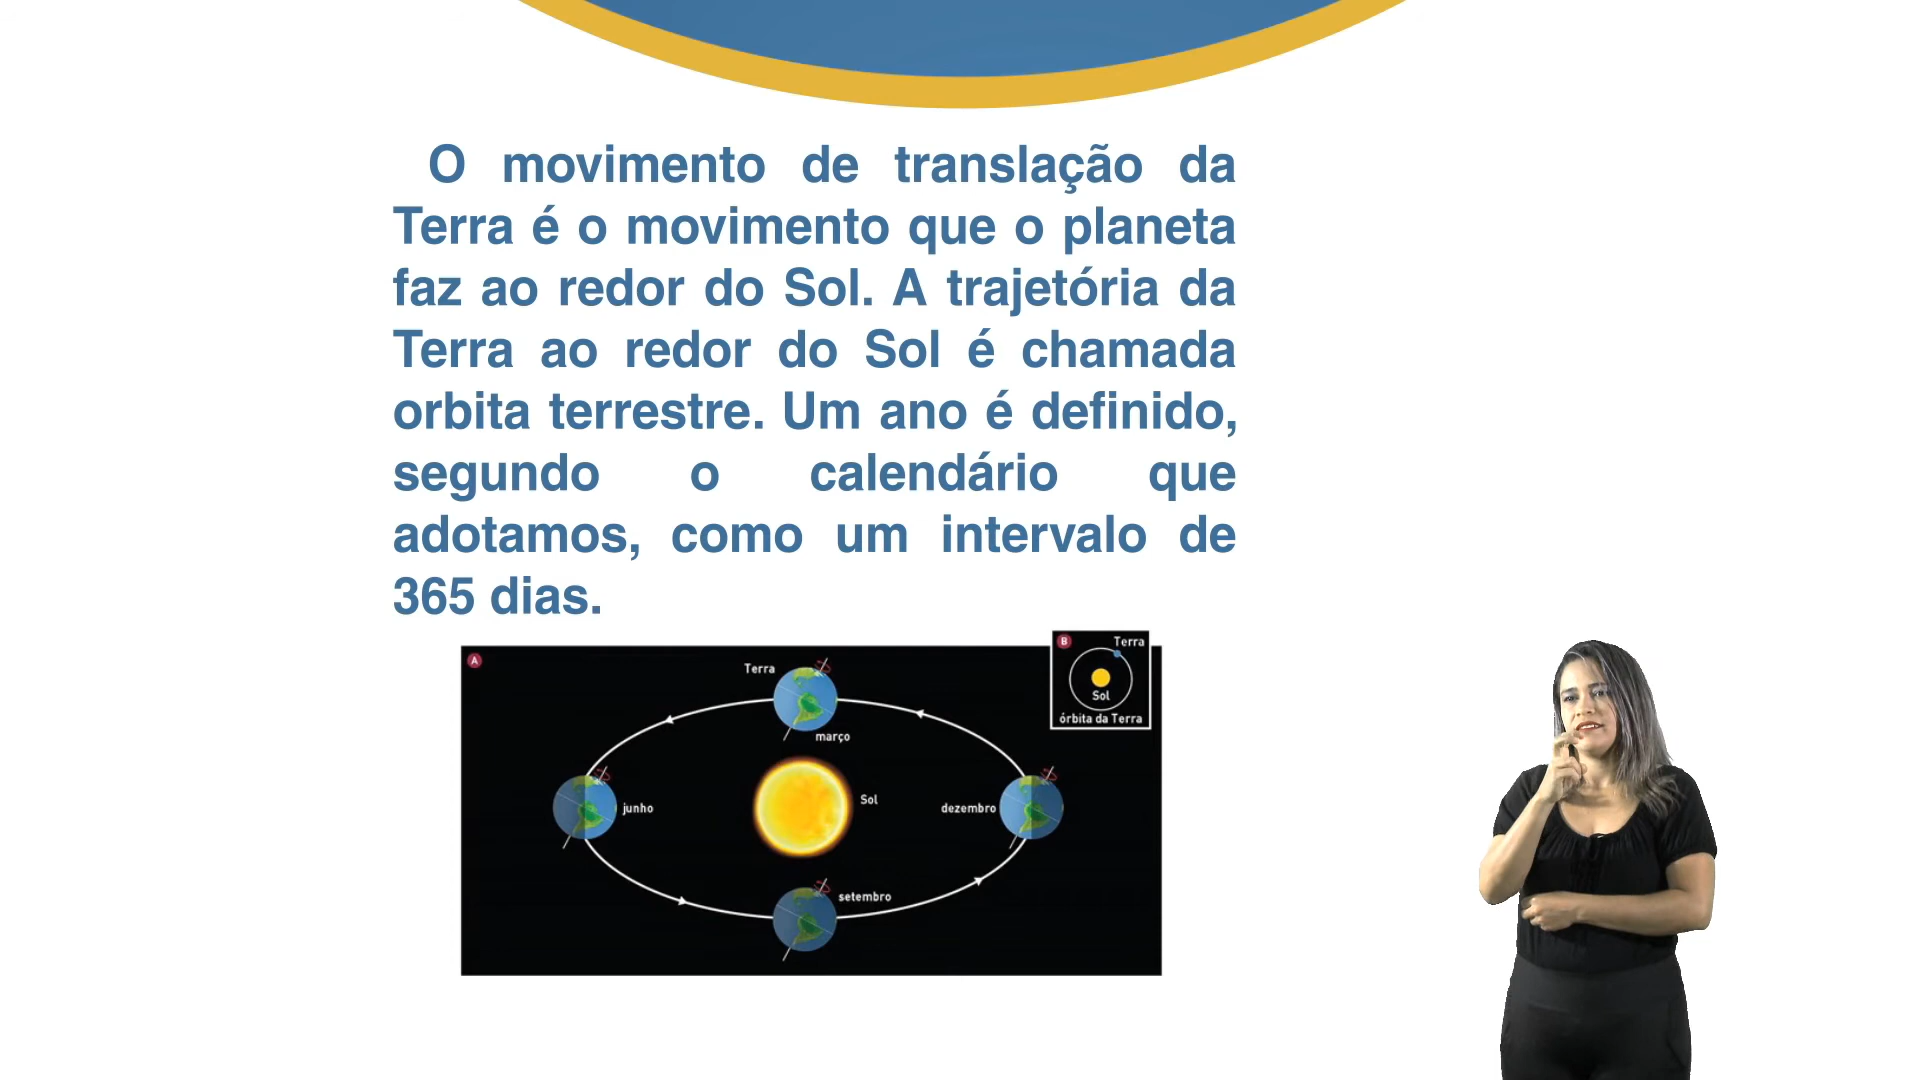 O movimento de translação da
Terra é o movimento que o planeta
faz ao redor do Sol. A trajetória da
Terra ao redor do Sol é chamada
orbita terrestre. Um ano é definido,
segundo o calendário que
adotamos, como um intervalo de
365 dias.
A
B
Terra
Sol
órbita da Terra
Terra
março
junho
Sol
dezembro
setembro